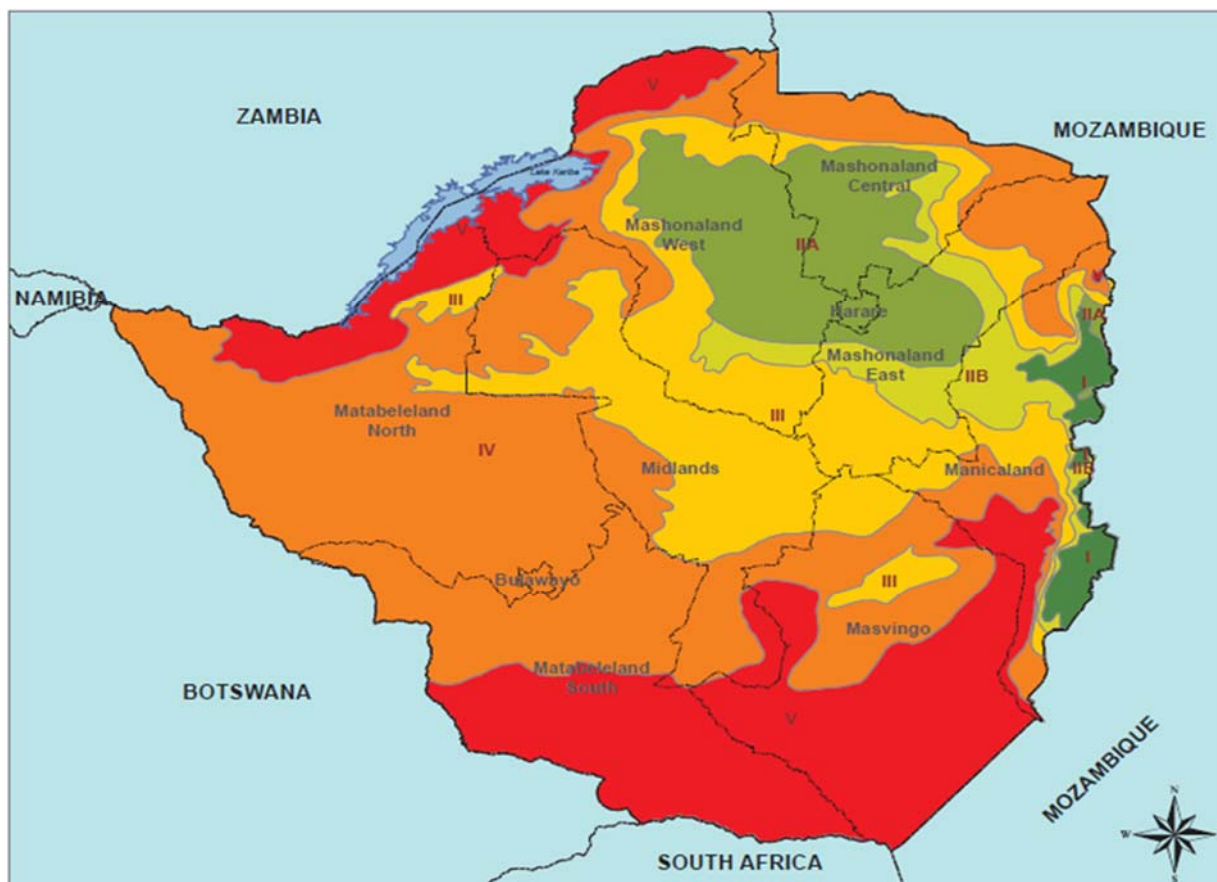 V
ZAMBIA
MOZAMBIQUE
Mashonaland
Central
Lake Kariba
Mashonaland
West
IIA
V
V
NAMIBIA
III
Harare
IIA
Mashonaland
East
IIB
I
Matabeleland
North
III
IV
Midlands
Manicaland
I
IIB
Bulawayo
III
I
Masvingo
Matabeleland
South
BOTSWANA
V
MOZAMBIQUE
N
W
E
S
SOUTH AFRICA